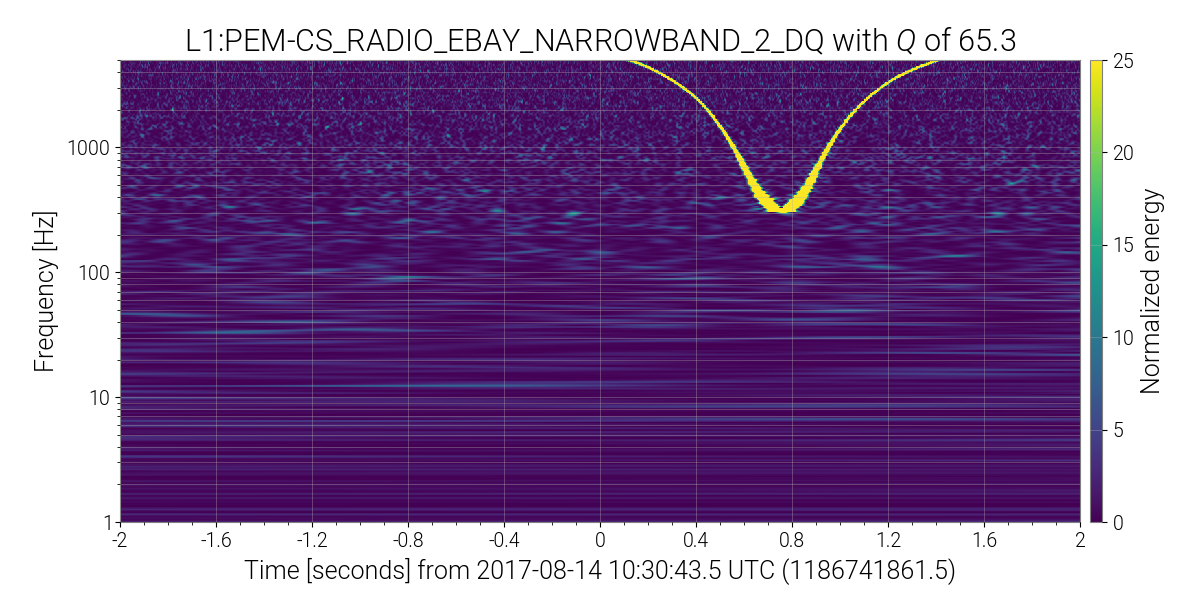 L1:PEM-CS_RADIO_EBAY_NARROWBAND_2_DQ with Q of 65.3
Frequency [Hz]
1000
100
10
1
-2 -1.6 -1.2 -0.8 -0.4 0 0.4 0.8 1.2 1.6 2
Time [seconds] from 2017-08-14 10:30:43.5 UTC (1186741861.5)
25
20
15
10
5
0
Normalized energy